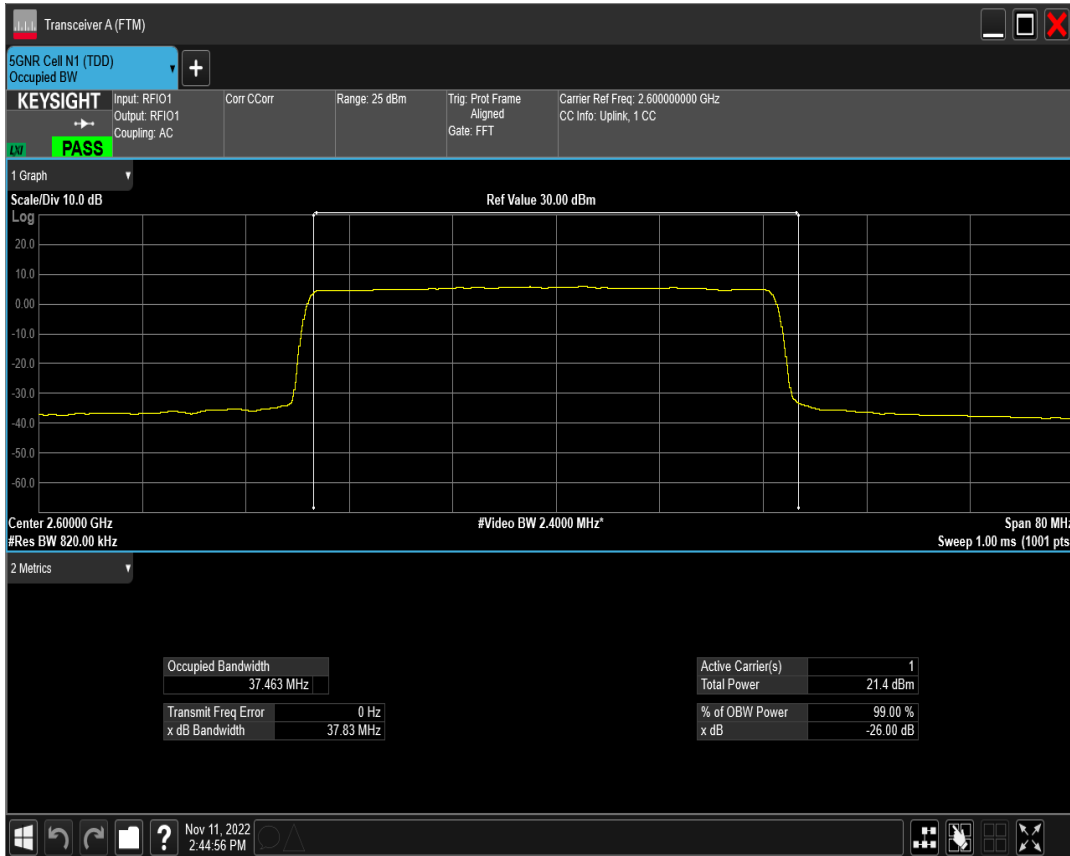 Transceiver A (FTM)
5GNR Cell N1 (TDD)
Occupied BW
+
KEYSIGHT
LXI
PASS
Input: RFIO1
Output: RFIO1
Coupling: AC
Corr CCorr
Range: 25 dBm
Trig: Prot Frame
Aligned
Gate: FFT
Carrier Ref Freq: 2.600000000 GHz
CC Info: Uplink, 1 CC
1 Graph
Scale/Div 10.0 dB
Ref Value 30.00 dBm
Log
20.0
10.0
0.00
-10.0
-20.0
-30.0
-40.0
-50.0
-60.0
Center 2.60000 GHz
#Video BW 2.4000 MHz*
Span 80 MHz
#Res BW 820.00 kHz
Sweep 1.00 ms (1001 pts
2 Metrics
Occupied Bandwidth
37.463 MHz
Transmit Freq Error 0 Hz
x dB Bandwidth 37.83 MHz
Active Carrier(s) 1
Total Power 21.4 dBm
% of OBW Power 99.00 %
x dB -26.00 dB
?
Nov 11, 2022
2:44:56 PM